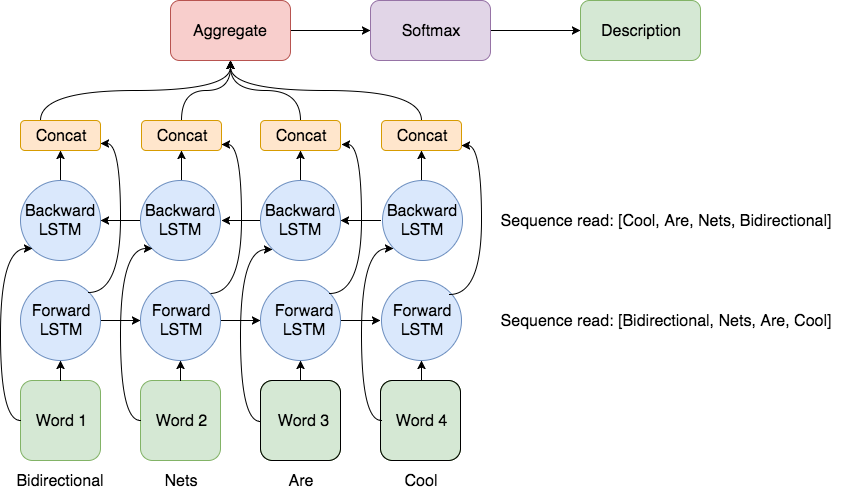 Aggregate
Softmax
Description
Concat
Concat
Concat
Concat
Backward
LSTM
Backward
LSTM
Backward
LSTM
Backward
LSTM
Sequence read: [Cool, Are, Nets, Bidirectional]
Forward
LSTM
Forward
LSTM
Forward
LSTM
Forward
LSTM
Sequence read: [Bidirectional, Nets, Are, Cool]
Word 1
Word 2
Word 3
Word 4
Bidirectional
Nets
Are
Cool